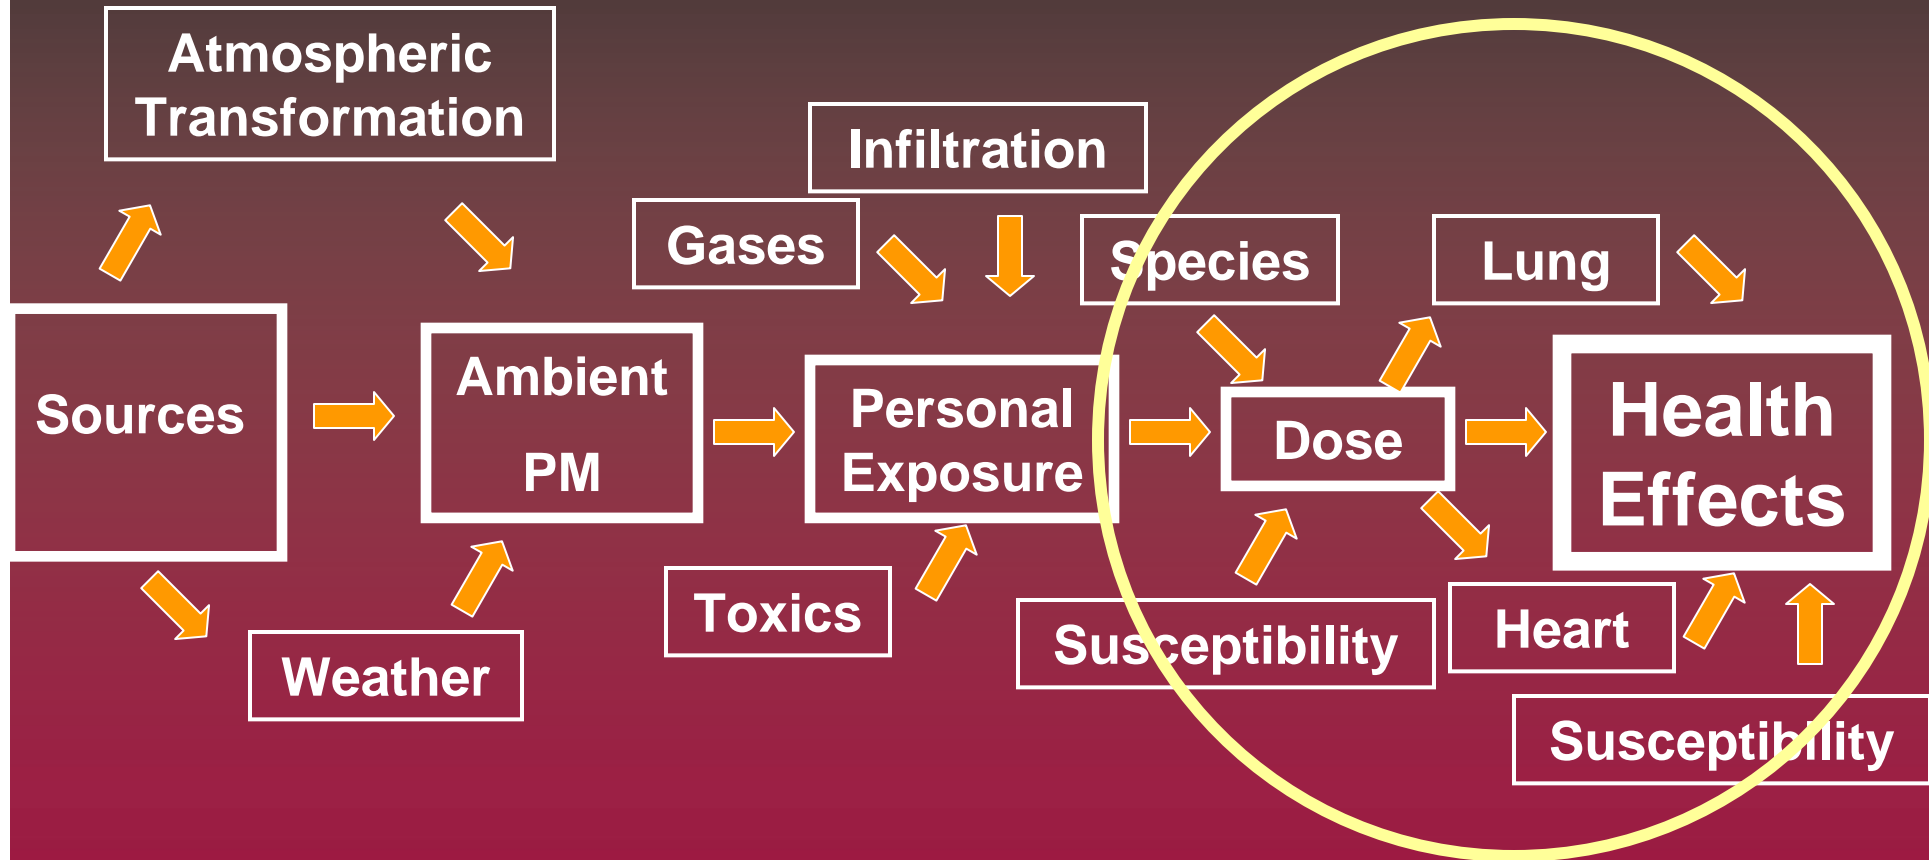 Atmospheric
Transformation
Infiltration
Gases
Species
Lung
Sources
Ambient
PM
Personal
Exposure
Dose
Health
Effects
Toxics
Susceptibility
Heart
Weather
Susceptibility